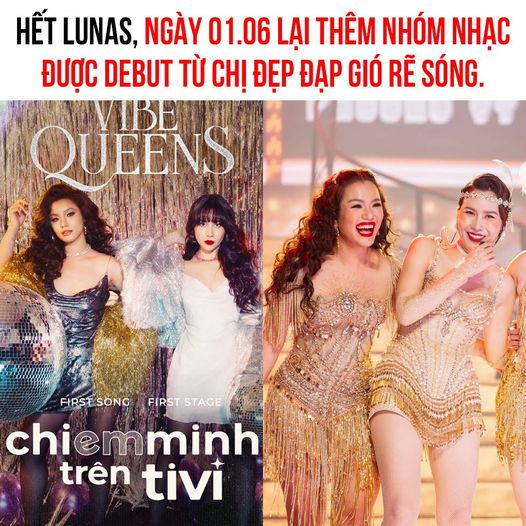 HẾT LUNAS, NGÀY 01.06 LẠI THÊM NHÓM NHẠC
ĐƯỢC DEBUT TỪ CHỊ ĐẸP ĐẠP GIÓ RẼ SÓNG.
VIBE
QUEENS
FIRST SONG FIRST STAGE
chiemminh
trên tivi